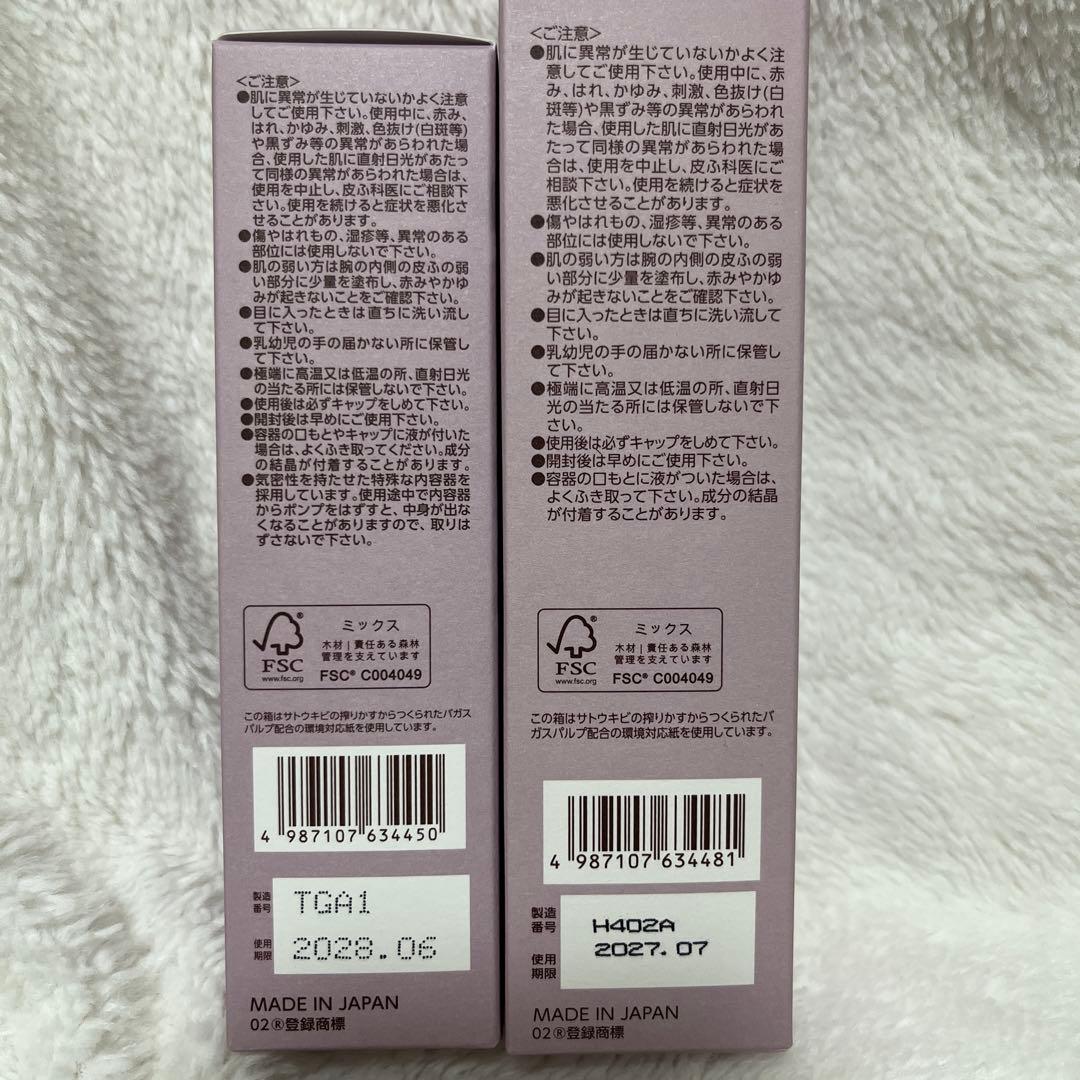 <ご注意>
●肌に異常が生じていないかよく注意
してご使用下さい。使用中に、赤み、
はれ、かゆみ、刺激、色抜け(白斑等)
や黒ずみ等の異常があらわれた場
合、使用した肌に直射日光があたっ
て同様の異常があらわれた場合は、
使用を中止し、皮ふ科医にご相談下
さい。使用を続けると症状を悪化さ
せることがあります。
●傷やはれもの、湿疹等、異常のある
部位には使用しないで下さい。
●肌の弱い方は腕の内側の皮ふの弱
い部分に少量を塗布し、赤みやかゆ
みが起きないことをご確認下さい。
●目に入ったときは直ちに洗い流し
て下さい。
●乳幼児の手の届かない所に保管し
て下さい。
●極端に高温又は低温の所、直射日光
の当たる所には保管しないで下さい。
●使用後は必ずキャップをしめて下さい。
●開封後は早めにご使用下さい。
●容器の口もとやキャップに液が付いた
場合は、よくふき取ってください。成分
の結晶が付着することがあります。
●気密性を持たせた特殊な内容器を
採用しています。使用途中で内容器
からポンプをはずすと、中身が出な
くなることがありますので、取りは
ずさないで下さい。
FSC®
www.fsc.org
ミックス
木材|責任ある森林
管理を支えています
FSC® C004049
この箱はサトウキビの搾りかすからつくられたバガス
パルプ配合の環境対応紙を使用しています。
4 987107 634450
製造
番号
TGA1
使用
期限
2028.06
MADE IN JAPAN
02®登録商標
<ご注意>
●肌に異常が生じていないかよく注
意してご使用下さい。使用中に、赤
み、はれ、かゆみ、刺激、色抜け(白
斑等)や黒ずみ等の異常があらわれ
た場合、使用した肌に直射日光があ
たって同様の異常があらわれた場合
は、使用を中止し、皮ふ科医にご
相談下さい。使用を続けると症状を
悪化させることがあります。
●傷やはれもの、湿疹等、異常のある
部位には使用しないで下さい。
●肌の弱い方は腕の内側の皮ふの弱
い部分に少量を塗布し、赤みやかゆ
みが起きないことをご確認下さい。
●目に入ったときは直ちに洗い流して
下さい。
●乳幼児の手の届かない所に保管し
て下さい。
●極端に高温又は低温の所、直射日
光の当たる所には保管しないで下
さい。
●使用後は必ずキャップをしめて下さい。
●開封後は早めにご使用下さい。
●容器の口もとに液がついた場合は、
よくふき取って下さい。成分の結晶
が付着することがあります。
FSC®
www.fsc.org
ミックス
木材|責任ある森林
管理を支えています
FSC® C004049
この箱はサトウキビの搾りかすからつくられたバ
ガスパルプ配合の環境対応紙を使用しています。
4 987107 634481
製造
番号
H402A
使用
期限
2027.07
MADE IN JAPAN
02®登録商標